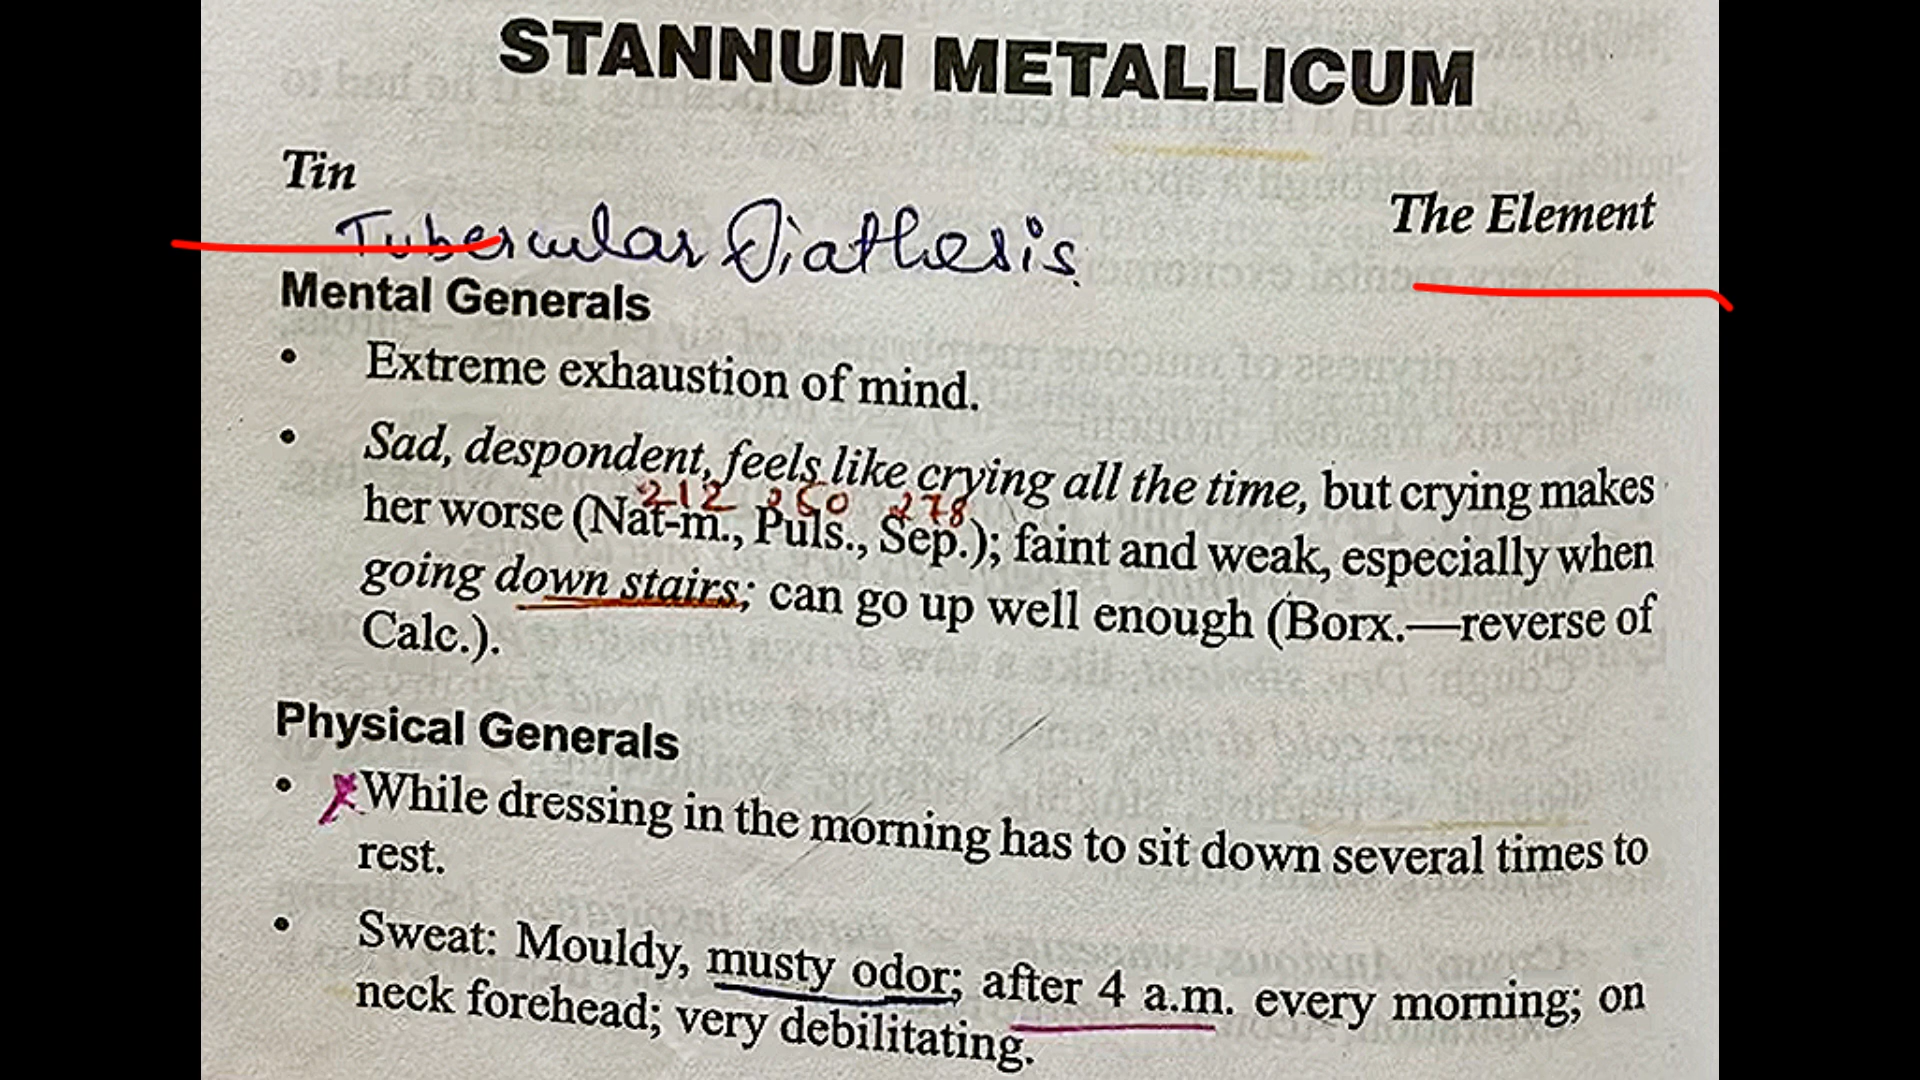 STANNUM METALLICUM
Tin
The Element
Tubercular Diathesis.
Mental Generals
• Extreme exhaustion of mind.
• Sad, despondent, feels like crying all the time, but crying makes
212 260 278
her worse (Nat-m., Puls., Sep.); faint and weak, especially when
going down stairs; can go up well enough (Borx.—reverse of
Calc.).
Physical Generals
• While dressing in the morning has to sit down several times to
rest.
• Sweat: Mouldy, musty odor; after 4 a.m. every morning; on
neck forehead; very debilitating.